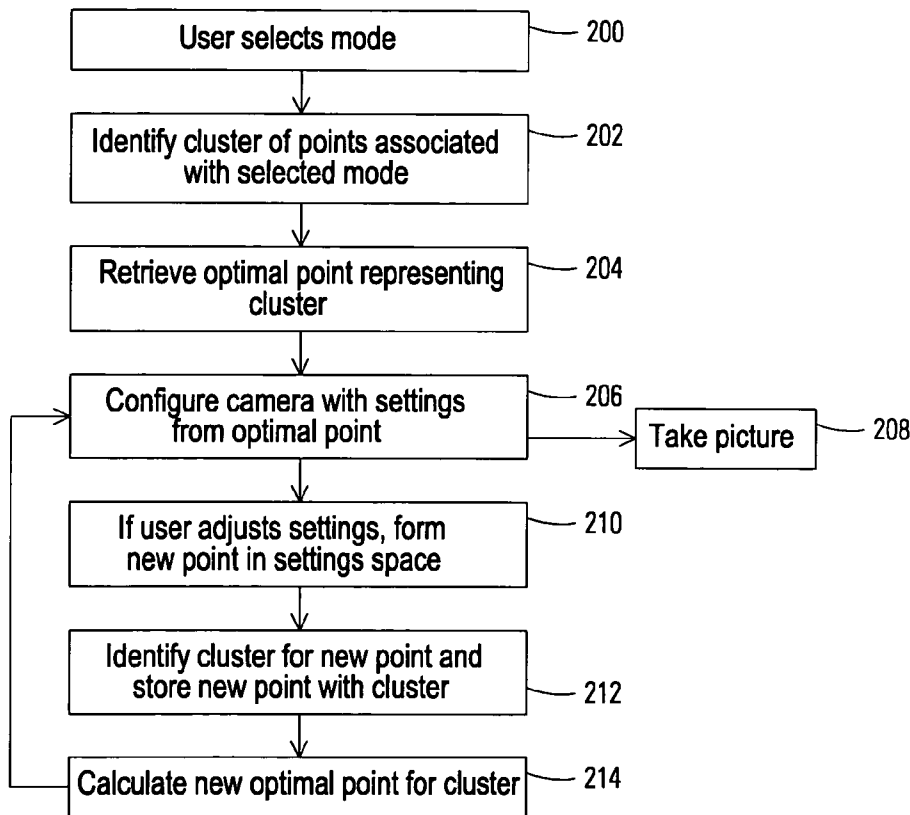 User selects mode
200
Identify cluster of points associated
with selected mode
202
Retrieve optimal point representing
cluster
204
Configure camera with settings
from optimal point
206
Take picture
208
If user adjusts settings, form
new point in settings space
210
Identify cluster for new point and
store new point with cluster
212
Calculate new optimal point for cluster
214